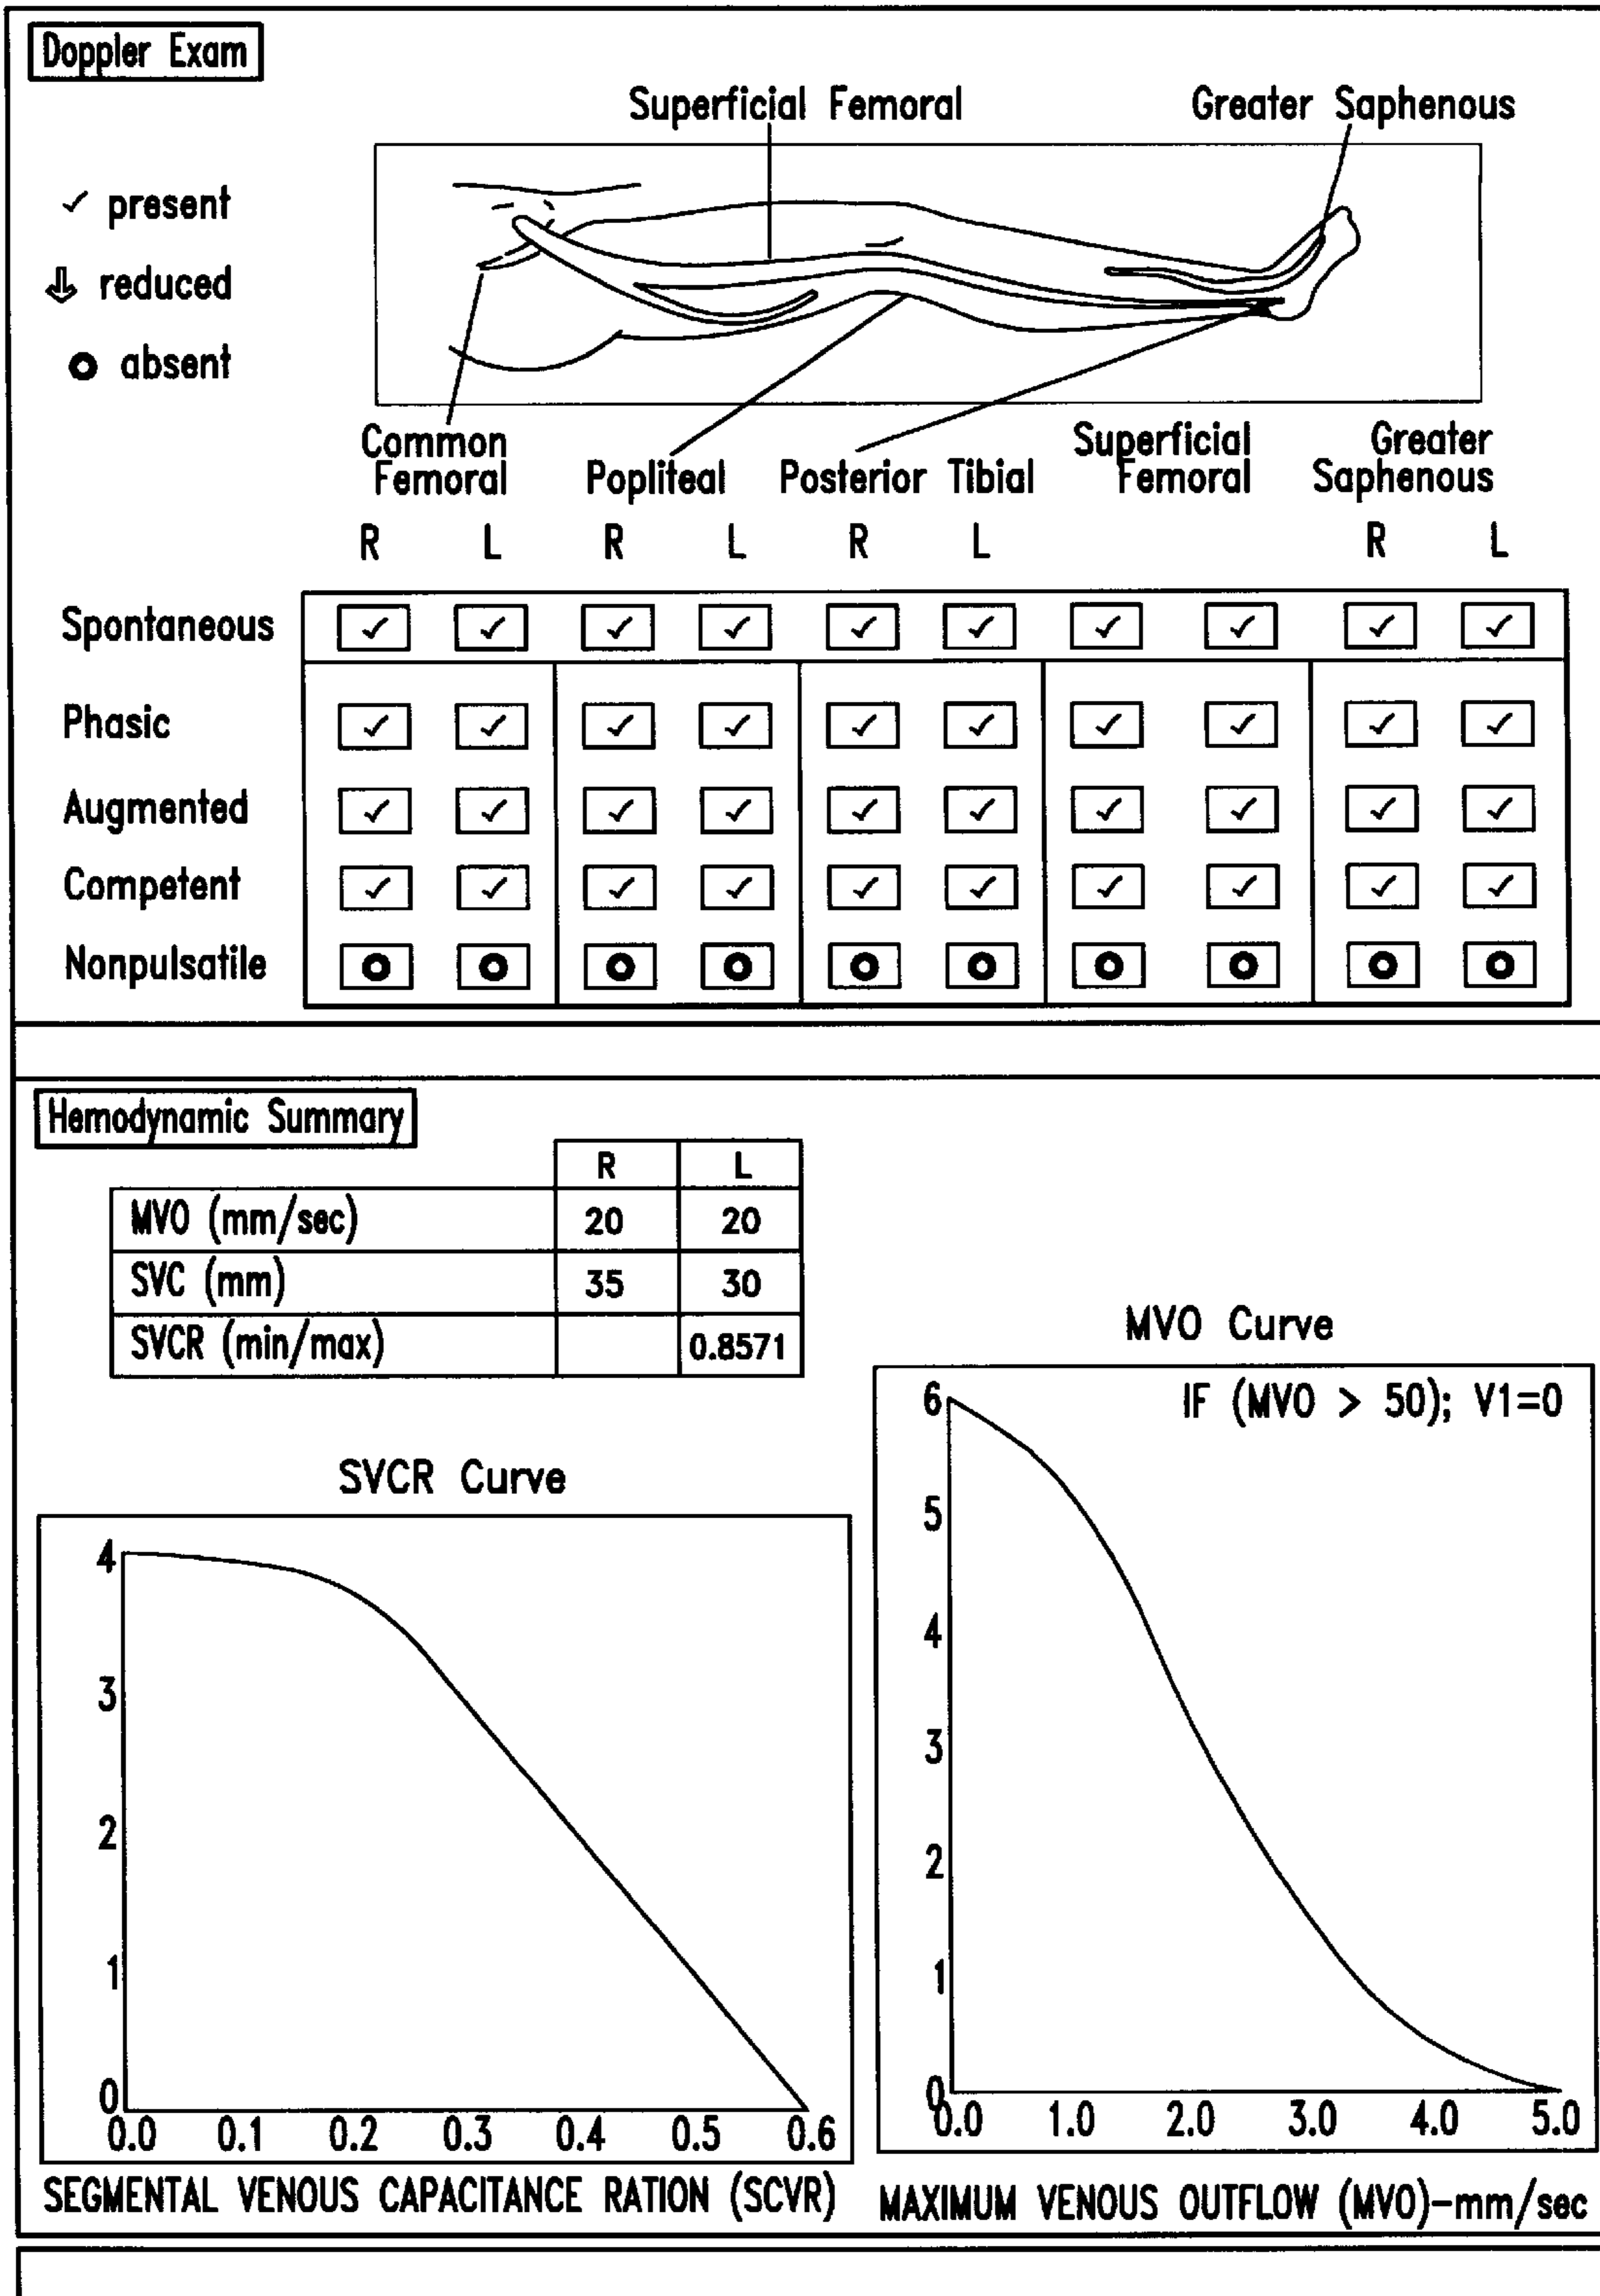 Doppler Exam
Superficial Femoral
Greater Saphenous
✓ present
⇩ reduced
O absent
Common
Femoral
Popliteal
Posterior Tibial
Superficial
Femoral
Greater
Saphenous
R L R L R L R L
Spontaneous ✓ ✓ ✓ ✓ ✓ ✓ ✓ ✓ ✓ ✓
Phasic ✓ ✓ ✓ ✓ ✓ ✓ ✓ ✓ ✓ ✓
Augmented ✓ ✓ ✓ ✓ ✓ ✓ ✓ ✓ ✓ ✓
Competent ✓ ✓ ✓ ✓ ✓ ✓ ✓ ✓ ✓ ✓
Nonpulsatile O O O O O O O O O O
Hemodynamic Summary
R L
MVO (mm/sec) 20 20
SVC (mm) 35 30
SVCR (min/max) 0.8571
SVCR Curve
4
3
2
1
0
0.0 0.1 0.2 0.3 0.4 0.5 0.6
SEGMENTAL VENOUS CAPACITANCE RATION (SCVR)
MVO Curve
IF (MVO > 50); V1=0
6
5
4
3
2
1
0
0.0 1.0 2.0 3.0 4.0 5.0
MAXIMUM VENOUS OUTFLOW (MVO)-mm/sec